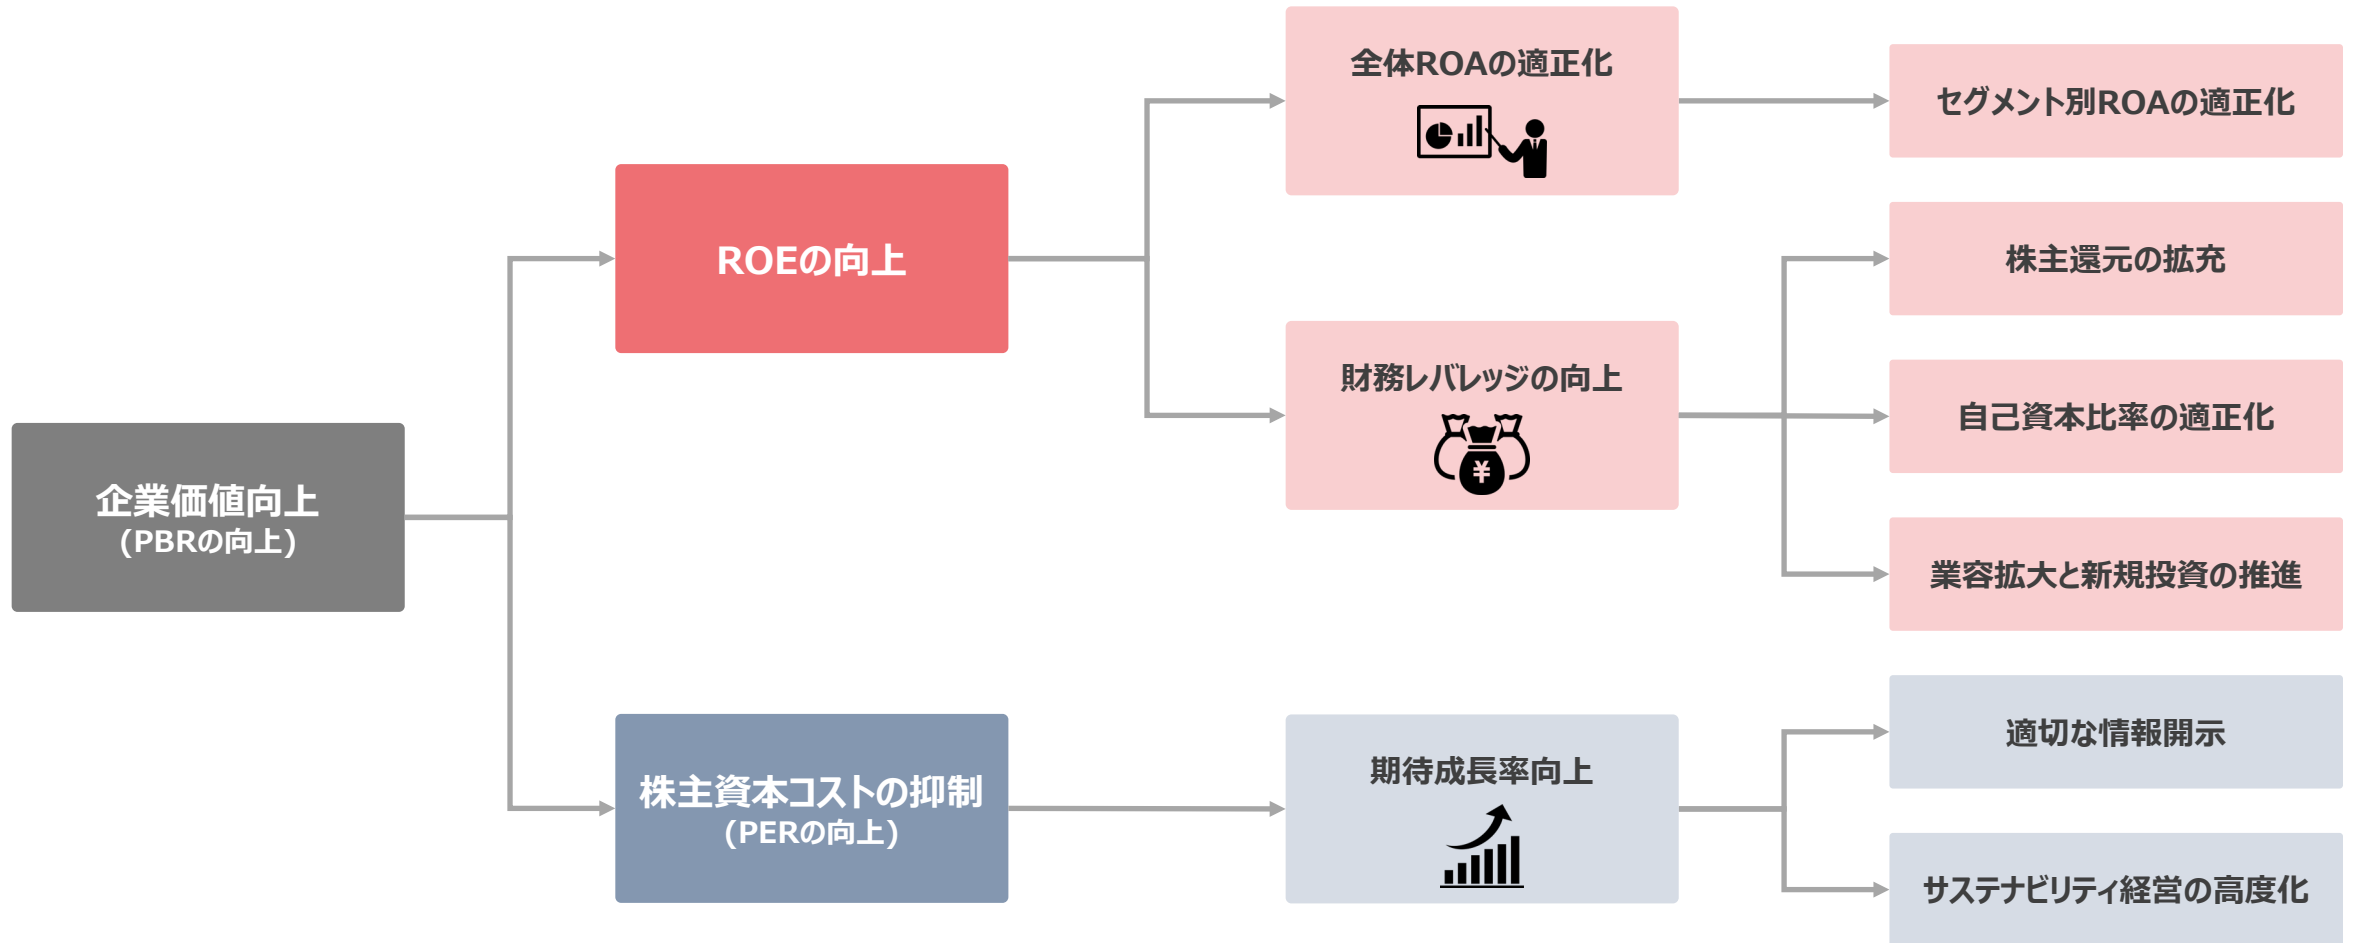 企業価値向上
(PBRの向上)
ROEの向上
株主資本コストの抑制
(PERの向上)
全体ROAの適正化
財務レバレッジの向上
¥
期待成長率向上
セグメント別ROAの適正化
株主還元の拡充
自己資本比率の適正化
業容拡大と新規投資の推進
適切な情報開示
サステナビリティ経営の高度化